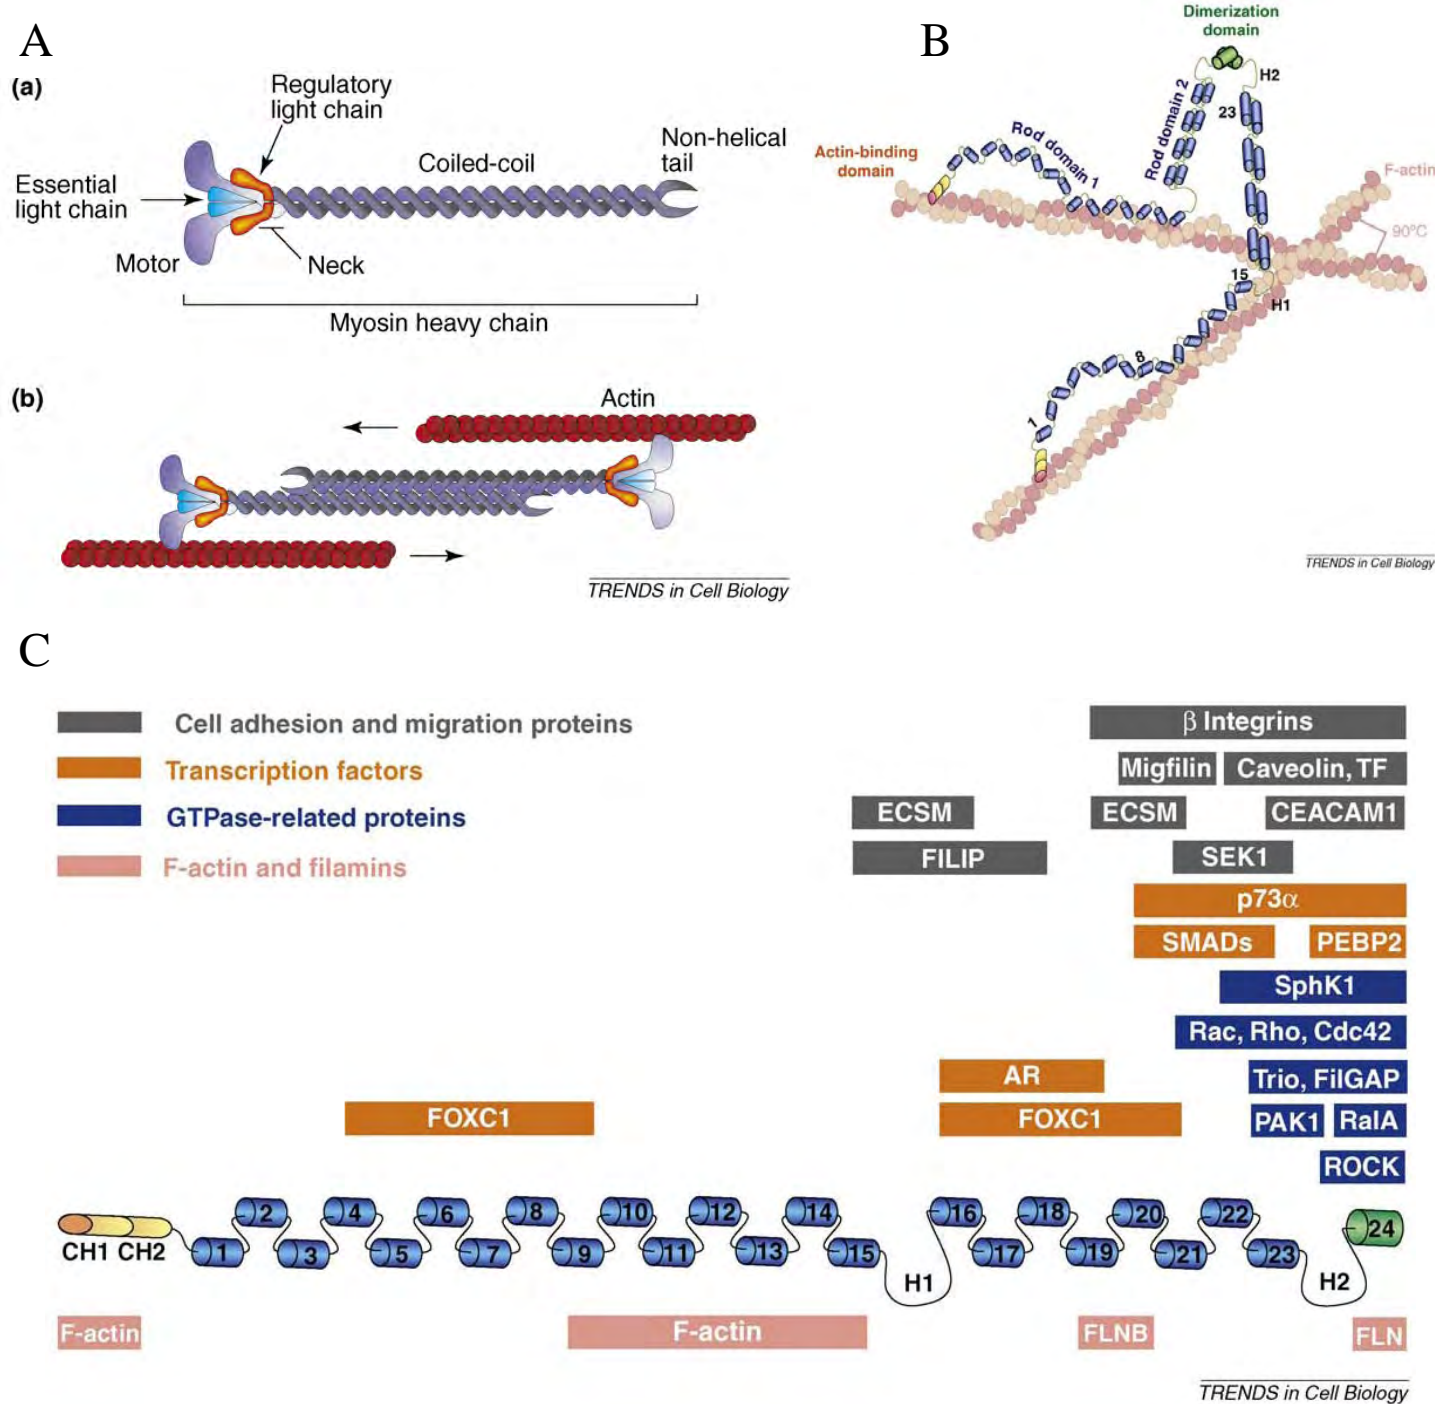 A
(a)
Regulatory
light chain
Non-helical
tail
Coiled-coil
Essential
light chain
Motor
Neck
Myosin heavy chain
(b)
Actin
TRENDS in Cell Biology
B
Dimerization
domain
H2
23
Rod domain 2
Rod domain 1
Actin-binding
domain
F-actin
90ºC
15
H1
8
1
TRENDS in Cell Biology
C
Cell adhesion and migration proteins
Transcription factors
GTPase-related proteins
F-actin and filamins
β Integrins
Migfilin Caveolin, TF
ECSM ECSM CEACAM1
FILIP SEK1
p73α
SMADs PEBP2
SphK1
Rac, Rho, Cdc42
AR Trio, FilGAP
FOXC1 FOXC1 PAK1 RalA
ROCK
2 4 6 8 10 12 14 16 18 20 22 24
CH1 CH2 1 3 5 7 9 11 13 15 17 19 21 23
H1 H2
F-actin F-actin FLNB FLN
TRENDS in Cell Biology